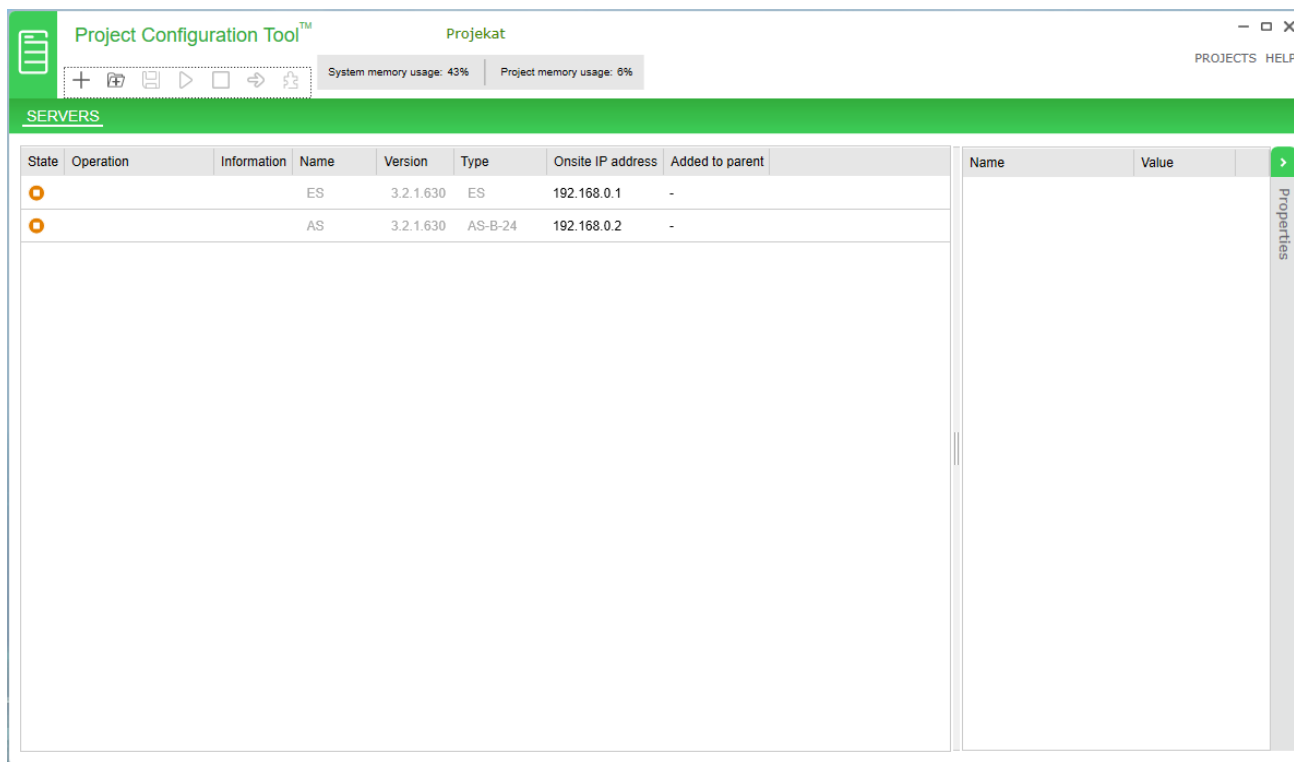 Project Configuration Tool™ Projekat
PROJECTS HELP
System memory usage: 43% Project memory usage: 6%
SERVERS
State Operation Information Name Version Type Onsite IP address Added to parent Name Value
ES 3.2.1.630 ES 192.168.0.1 -
AS 3.2.1.630 AS-B-24 192.168.0.2 -
Properties